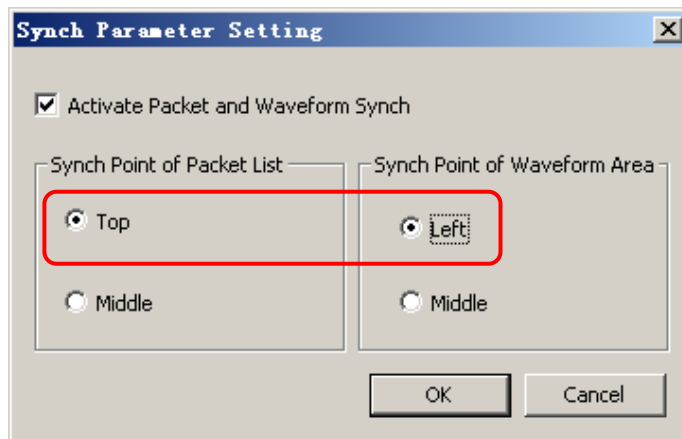 Synch Parameter Setting
Activate Packet and Waveform Synch
Synch Point of Packet List
Top
Middle
Synch Point of Waveform Area
Left
Middle
OK
Cancel